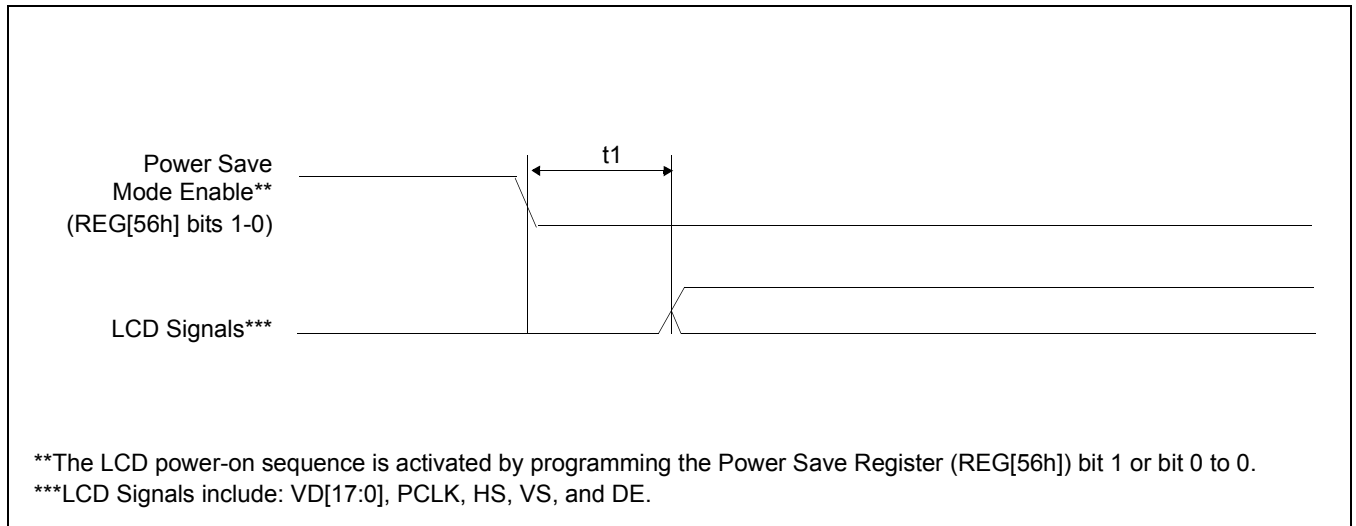 t1
Power Save
Mode Enable**
(REG[56h] bits 1-0)
LCD Signals***
**The LCD power-on sequence is activated by programming the Power Save Register (REG[56h]) bit 1 or bit 0 to 0.
***LCD Signals include: VD[17:0], PCLK, HS, VS, and DE.